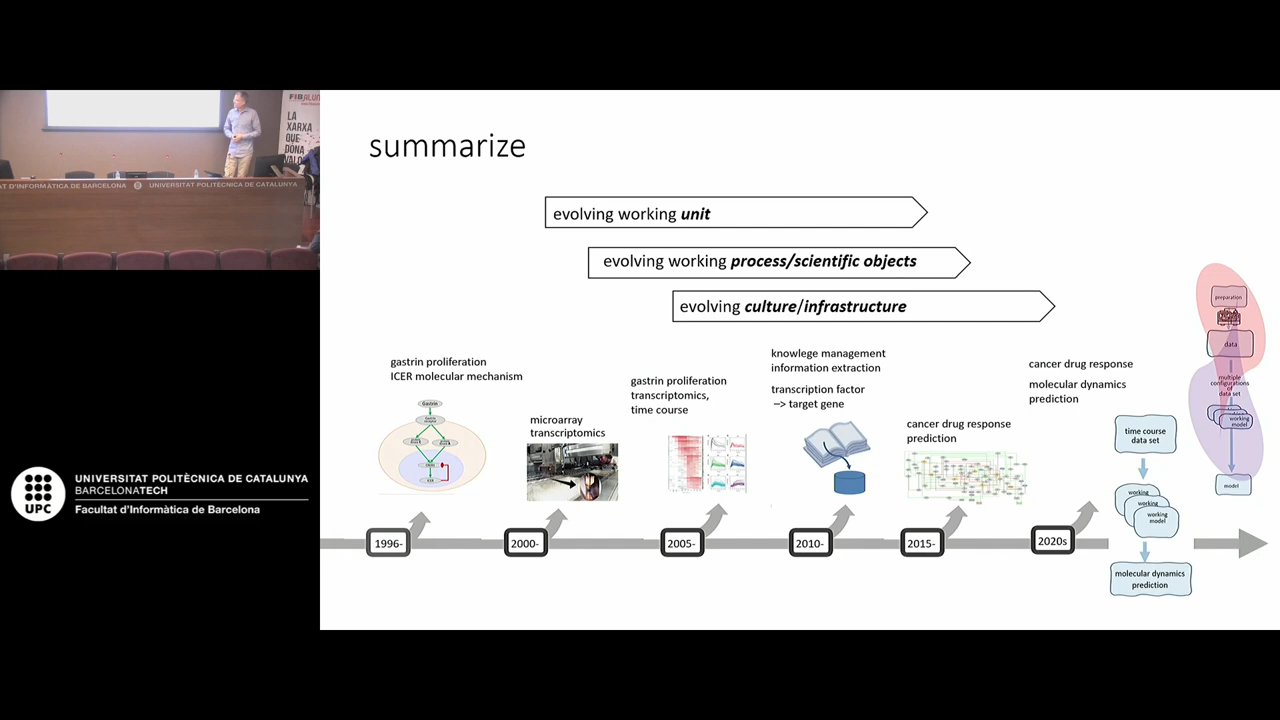 summarize
evolving working unit
evolving working process/scientific objects
evolving culture/infrastructure
gastrin proliferation
ICER molecular mechanism
Gastrin
microarray
transcriptomics
gastrin proliferation
transcriptomics,
time course
knowlege management
information extraction
transcription factor
—> target gene
cancer drug response
prediction
cancer drug response
molecular dynamics
prediction
time course
data set
working
working
working
model
molecular dynamics
prediction
preparation
data
multiple
configurations
of
data set
working
model
model
1996-
2000-
2005-
2010-
2015-
2020s
LA
XARXA
QUE
DONA
VALO
T D'INFORMÀTICA DE BARCELONA
UNIVERSITAT POLITÈCNICA DE CATALUNYA
UPC
UNIVERSITAT POLITÈCNICA DE CATALUNYA
BARCELONATECH
Facultat d'Informàtica de Barcelona